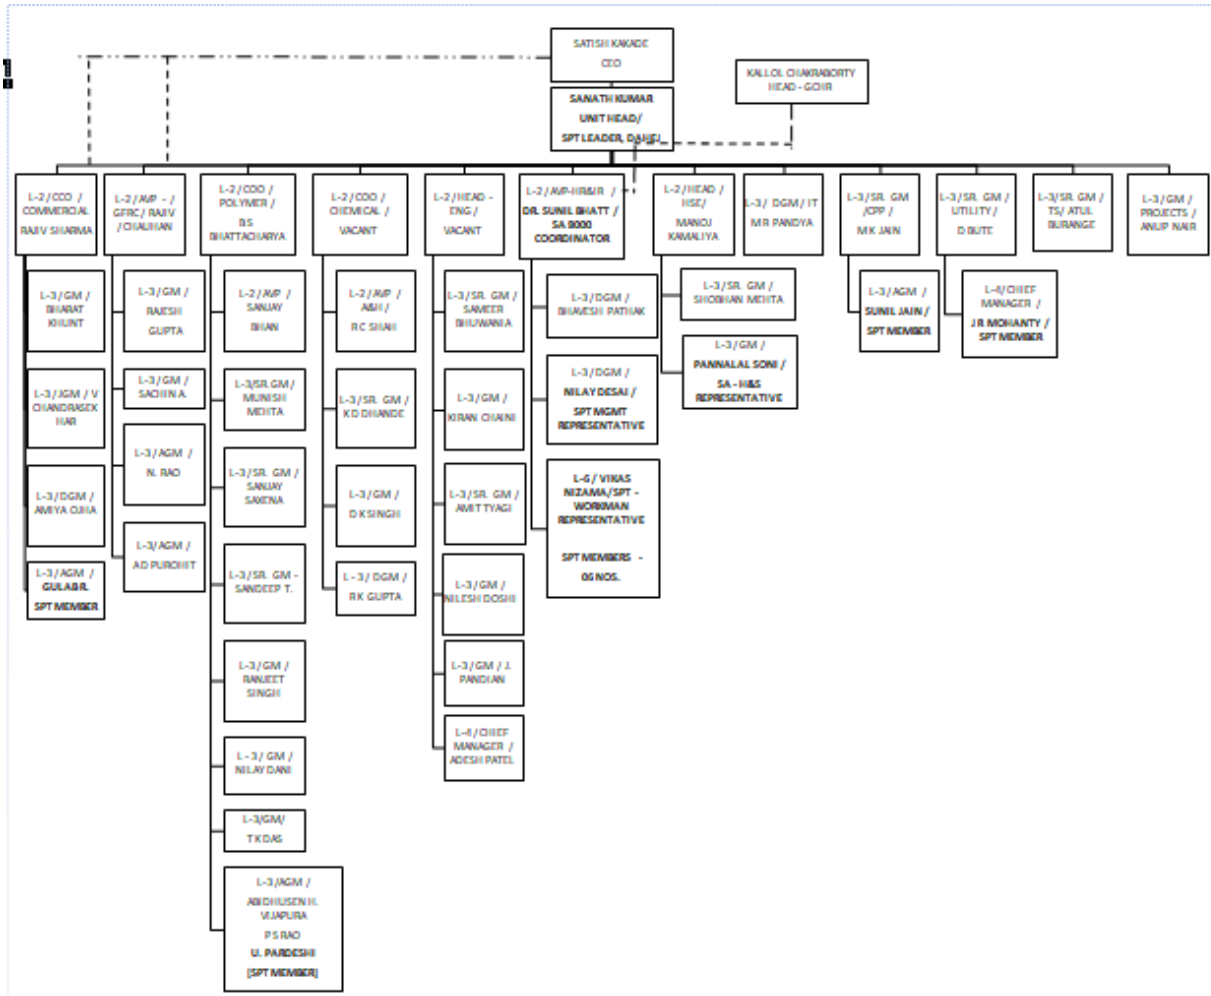 SATISH KAKADE
CEO
KALLOL CHAKRABORTY
HEAD - GCHR
SANATH KUMAR
UNIT HEAD/
SPT LEADER, DAHEJ
L-2/CCO /
COMMERCIAL
RAJIV SHARMA
L-2/AVP - /
GFRC/ RAJIV
/CHAUHAN
L-2/COO /
POLYMER /
BS
BHATTACHARYA
L-2/COO /
CHEMICAL /
VACANT
L-2/HEAD -
ENG /
VACANT
L-2/AVP-HR&IR /
DR. SUNIL BHATT /
SA 8000
COORDINATOR
L-2/HEAD /
HSE/
MANOJ
KAMALIYA
L-3/ DGM/ IT
MR PANDYA
L-3/SR. GM
/CPP /
MK JAIN
L-3/SR. GM /
UTILITY /
D BUTE
L-3/SR. GM /
TS/ ATUL
BURANGE
L-3/GM /
PROJECTS /
ANUP NAIR
L-3/GM /
BHARAT
KHUNT
L-3/JGM / V
CHANDRASEK
HAR
L-3/DGM /
AMIYA OJHA
L-3/AGM /
GULAB R.
SPT MEMBER
L-3/GM /
RAJESH
GUPTA
L-3/GM /
SACHIN A.
L-3/AGM /
N. RAO
L-3/AGM /
AD PUROHIT
L-2/AVP /
SANJAY
BHAN
L-3/SR.GM /
MUNISH
MEHTA
L-3/SR. GM /
SANJAY
SAXENA
L-3/SR. GM -
SANDEEP T.
L-3/GM /
RANJEET
SINGH
L-3/ GM /
NILAY DANI
L-3/GM/
T K DAS
L-3/AGM /
ABIDHUSEN H.
VIJAPURA
PS RAO
U. PARDESHI
[SPT MEMBER]
L-2/AVP /
A&H /
RC SHAH
L-3/SR. GM /
KD DHANDE
L-3/GM /
DK SINGH
L-3/ DGM /
RK GUPTA
L-3/SR. GM /
SAMEER
BHUWANIA
L-3/GM /
KIRAN CHAINI
L-3/SR. GM /
AMIT TYAGI
L-3/GM /
NILESH DOSHI
L-3/GM / J.
PANDIAN
L-4/CHIEF
MANAGER /
ADESH PATEL
L-3/DGM /
BHAVESH PATHAK
L-3/DGM /
NILAY DESAI /
SPT MGMT
REPRESENTATIVE
L-6/ VIKAS
NIZAMA/SPT -
WORKMAN
REPRESENTATIVE
SPT MEMBERS -
06 NOS.
L-3/SR. GM /
SHOBHAN MEHTA
L-3/GM /
PANNALAL SONI /
SA - H&S
REPRESENTATIVE
L-3/AGM /
SUNIL JAIN /
SPT MEMBER
L-4/CHIEF
MANAGER /
JR MOHANTY /
SPT MEMBER